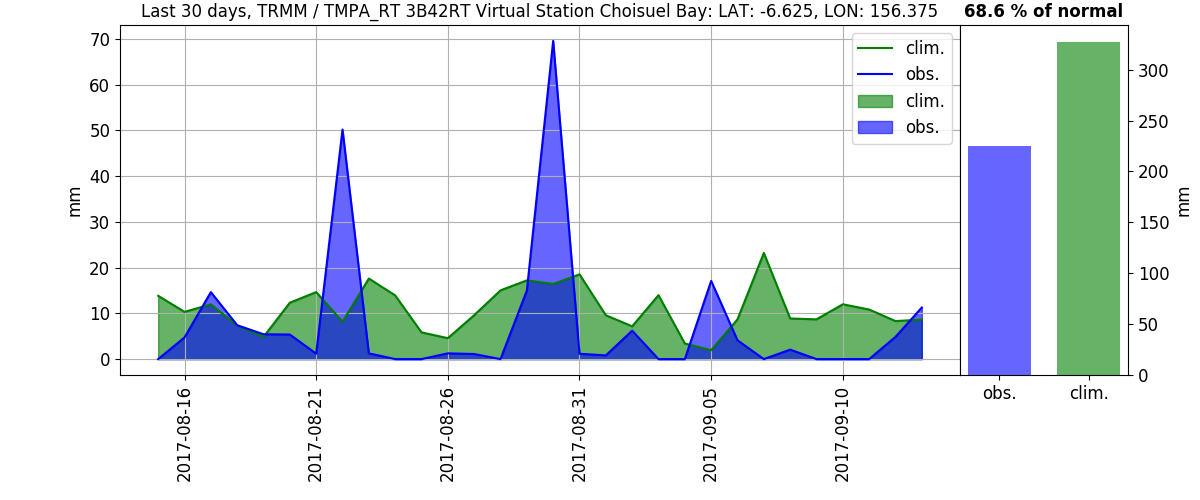 Last 30 days, TRMM / TMPA_RT 3B42RT Virtual Station Choisuel Bay: LAT: -6.625, LON: 156.375
68.6 % of normal
70
60
50
40
30
20
10
0
mm
clim.
obs.
clim.
obs.
2017-08-16
2017-08-21
2017-08-26
2017-08-31
2017-09-05
2017-09-10
300
250
200
150
100
50
0
mm
obs.
clim.